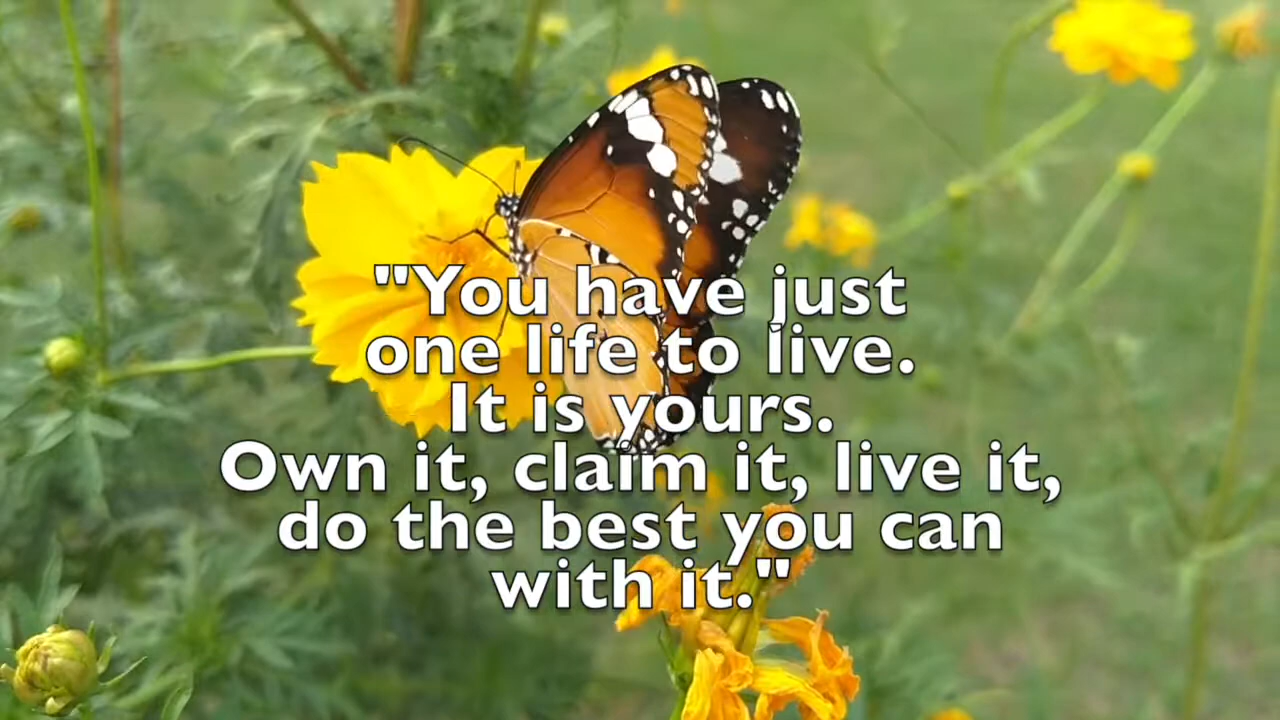 "You have just
one life to live.
It is yours.
Own it, claim it, live it,
do the best you can
with it."